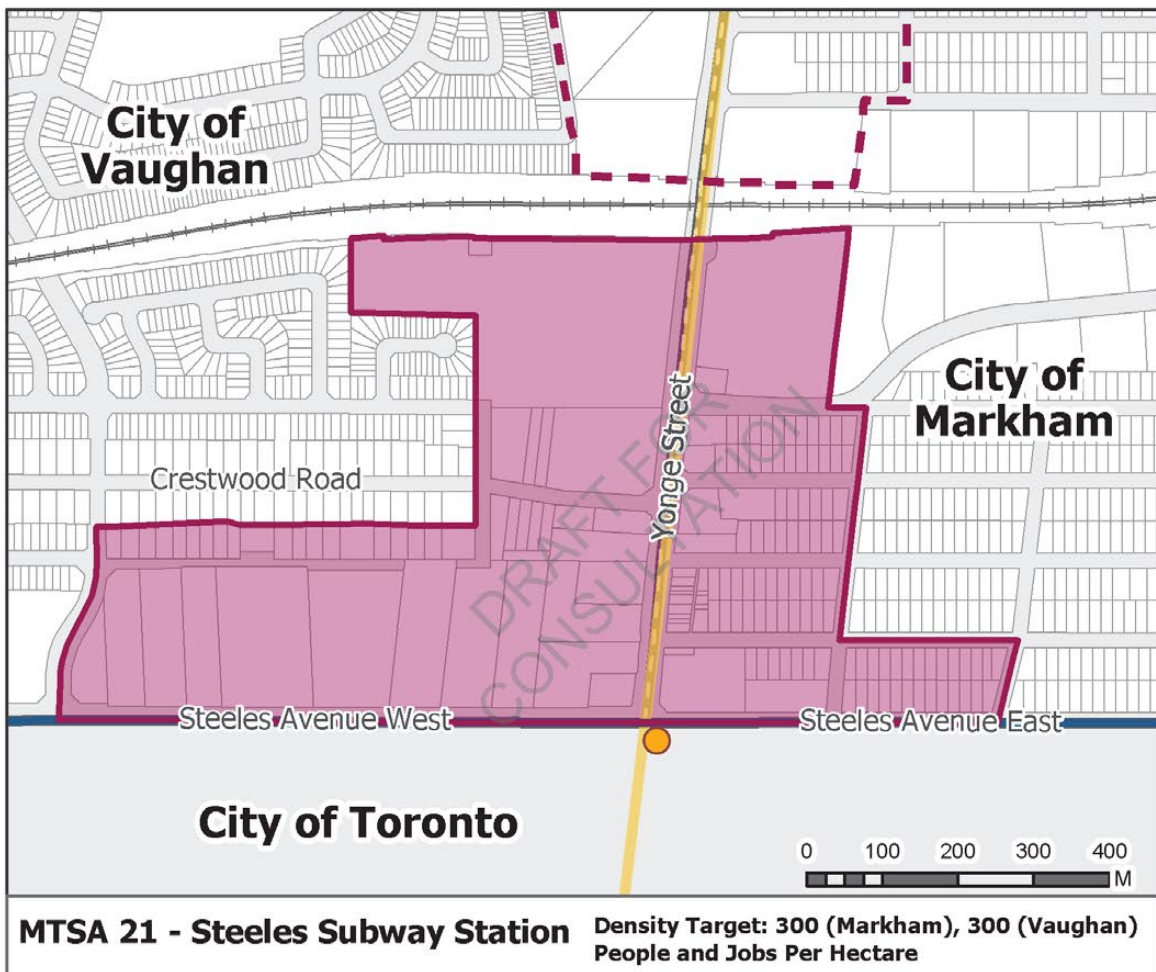 City of
Vaughan
City of
Markham
Crestwood Road
Yonge Street
DRAFT FOR
CONSULTATION
Steeles Avenue West
Steeles Avenue East
City of Toronto
0 100 200 300 400
M
MTSA 21 - Steeles Subway Station
Density Target: 300 (Markham), 300 (Vaughan)
People and Jobs Per Hectare